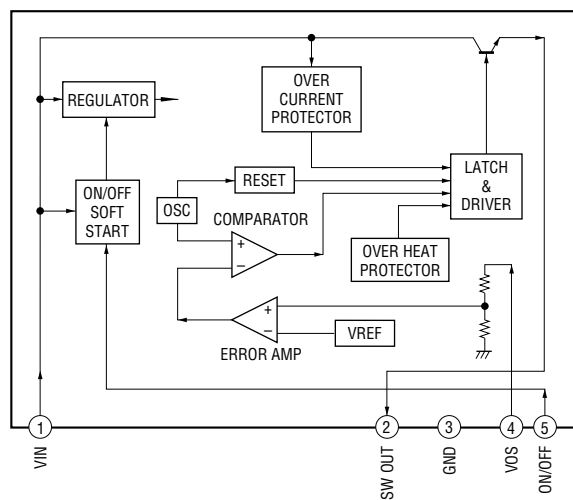 OVER
CURRENT
PROTECTOR
REGULATOR
LATCH
&
DRIVER
RESET
ON/OFF
SOFT
START
OSC
COMPARATOR
+
−
OVER HEAT
PROTECTOR
+
−
VREF
ERROR AMP
1
2
3
4
5
VIN
SW OUT
GND
VOS
ON/OFF